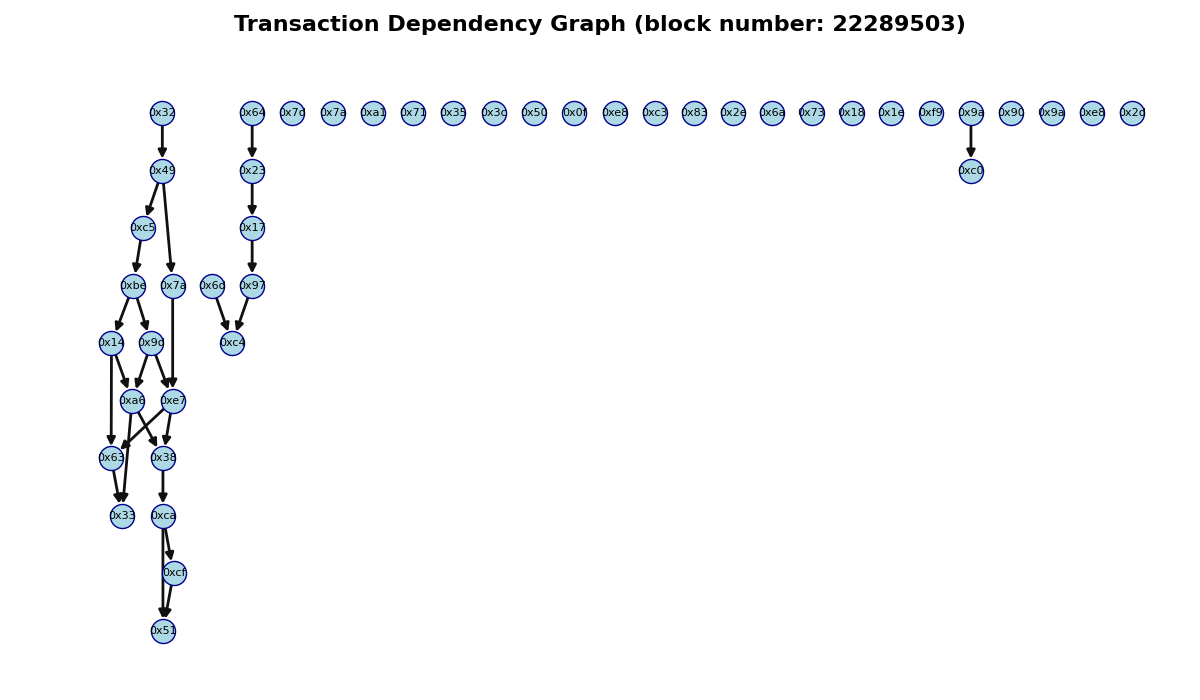 Transaction Dependency Graph (block number: 22289503)
0x32 0x64 0x7d 0x7a 0xa1 0x71 0x35 0x3c 0x50 0x0f 0xe8 0xc3 0x83 0x2e 0x6a 0x73 0x18 0x1e 0xf9 0x9a 0x90 0x9a 0xe8 0x2d
0x49 0x23 0xc0
0xc5 0x17
0xbe 0x7a 0x6d 0x97
0x14 0x9d 0xc4
0xa6 0xe7
0x63 0x38
0x33 0xca
0xcf
0x51